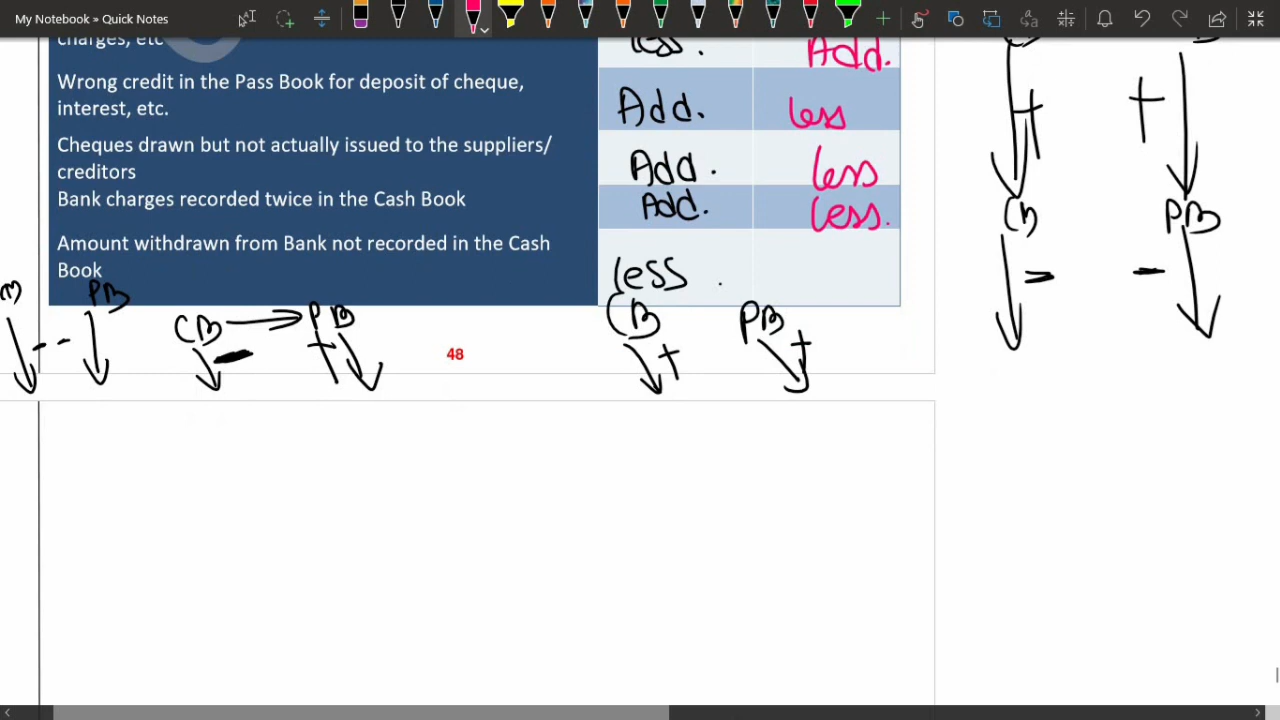 My Notebook » Quick Notes
charges, etc
less.
Add.
Wrong credit in the Pass Book for deposit of cheque,
interest, etc.
Add.
less
Cheques drawn but not actually issued to the suppliers/
creditors
Add.
less
Bank charges recorded twice in the Cash Book
Add.
less.
Amount withdrawn from Bank not recorded in the Cash
Book
less.
CB
PB
+
+
CB
PB
-
-
PB
- -
CB
PB
-
+
CB
PB
+
+
48